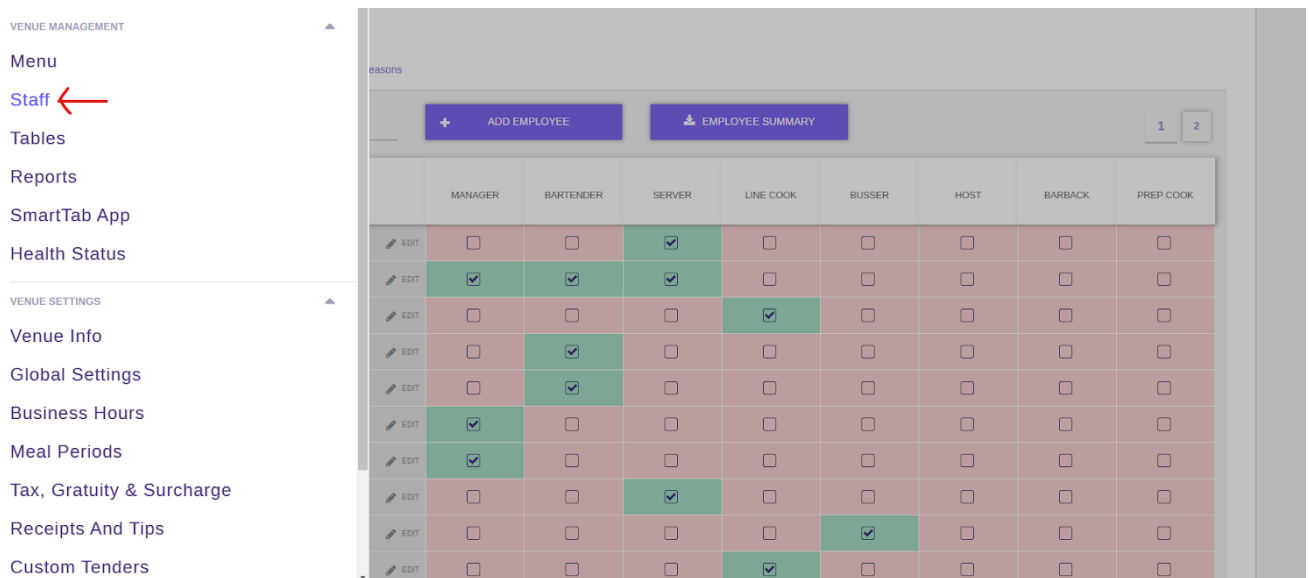 VENUE MANAGEMENT
Menu
Staff
Tables
Reports
SmartTab App
Health Status
VENUE SETTINGS
Venue Info
Global Settings
Business Hours
Meal Periods
Tax, Gratuity & Surcharge
Receipts And Tips
Custom Tenders
easons
ADD EMPLOYEE EMPLOYEE SUMMARY 1 2
MANAGER BARTENDER SERVER LINE COOK BUSSER HOST BARBACK PREP COOK
EDIT
EDIT
EDIT
EDIT
EDIT
EDIT
EDIT
EDIT
EDIT
EDIT